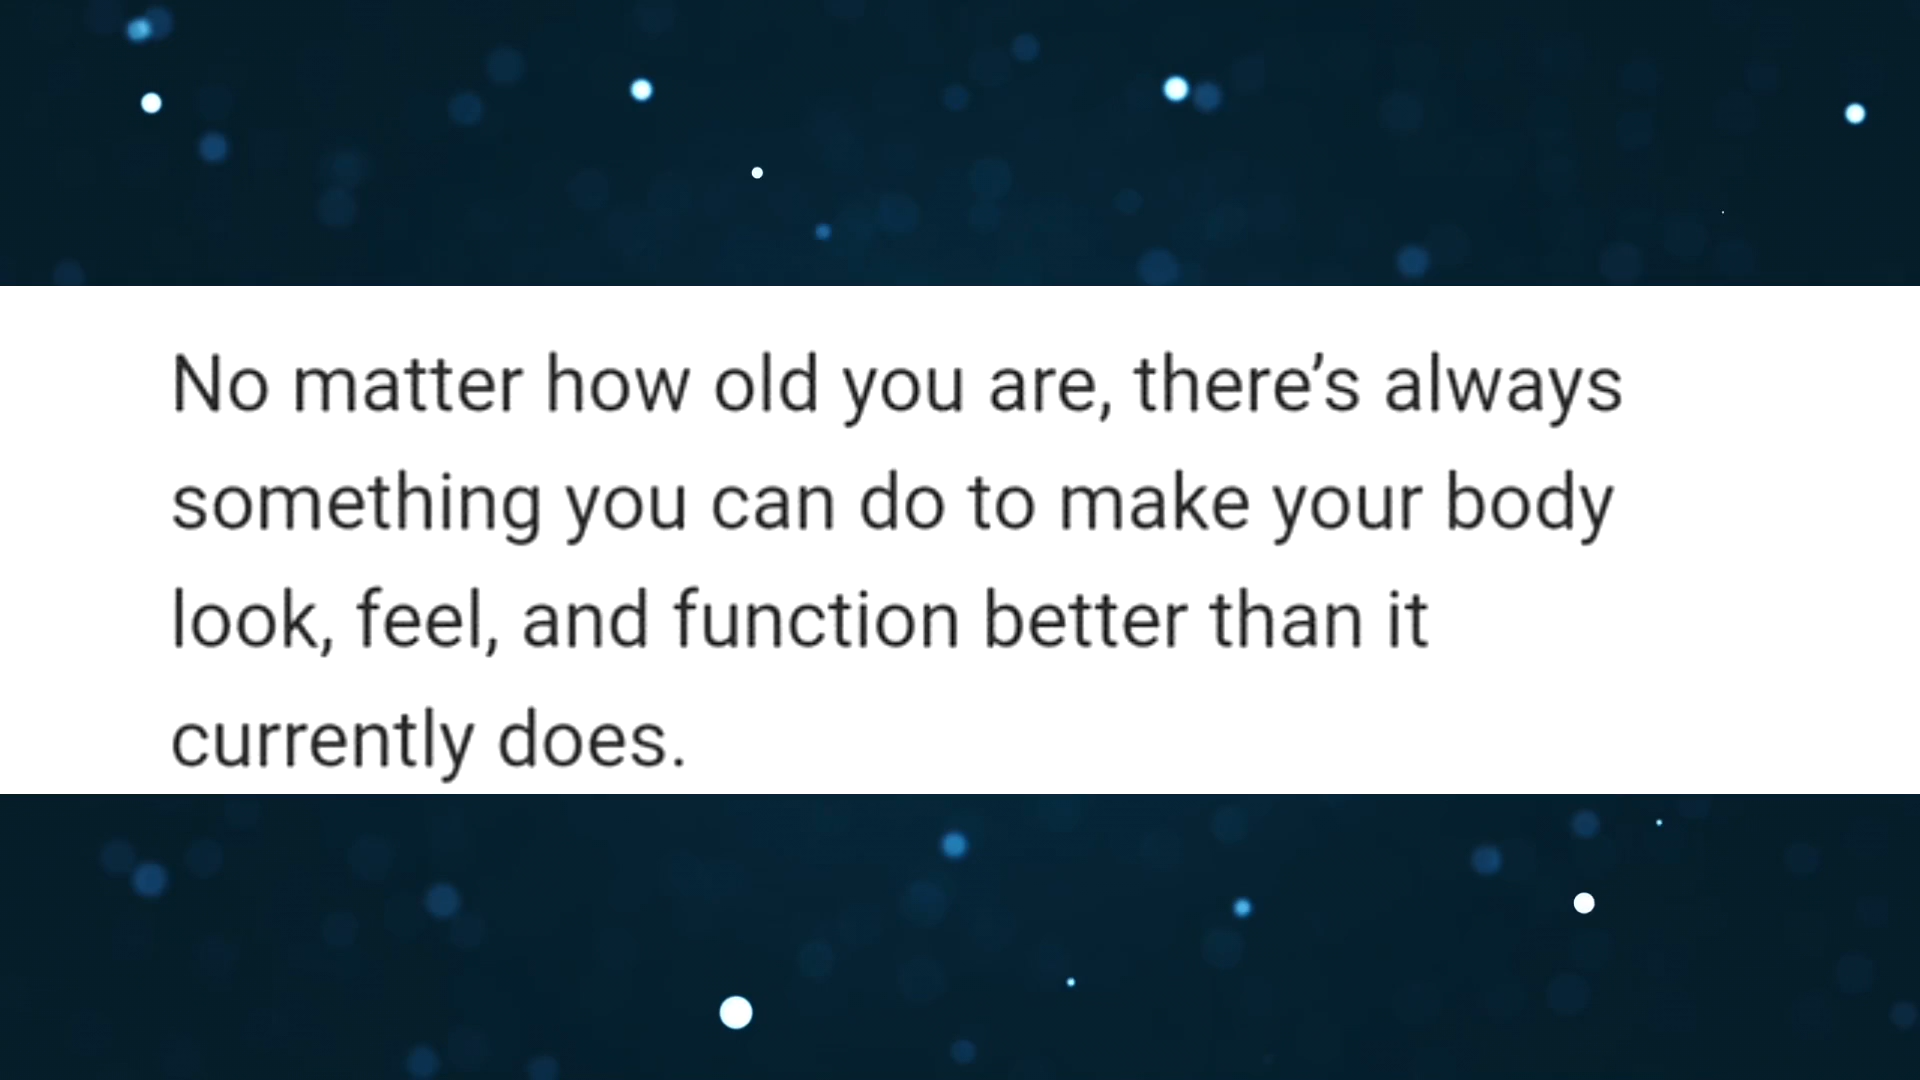 No matter how old you are, there’s always
something you can do to make your body
look, feel, and function better than it
currently does.